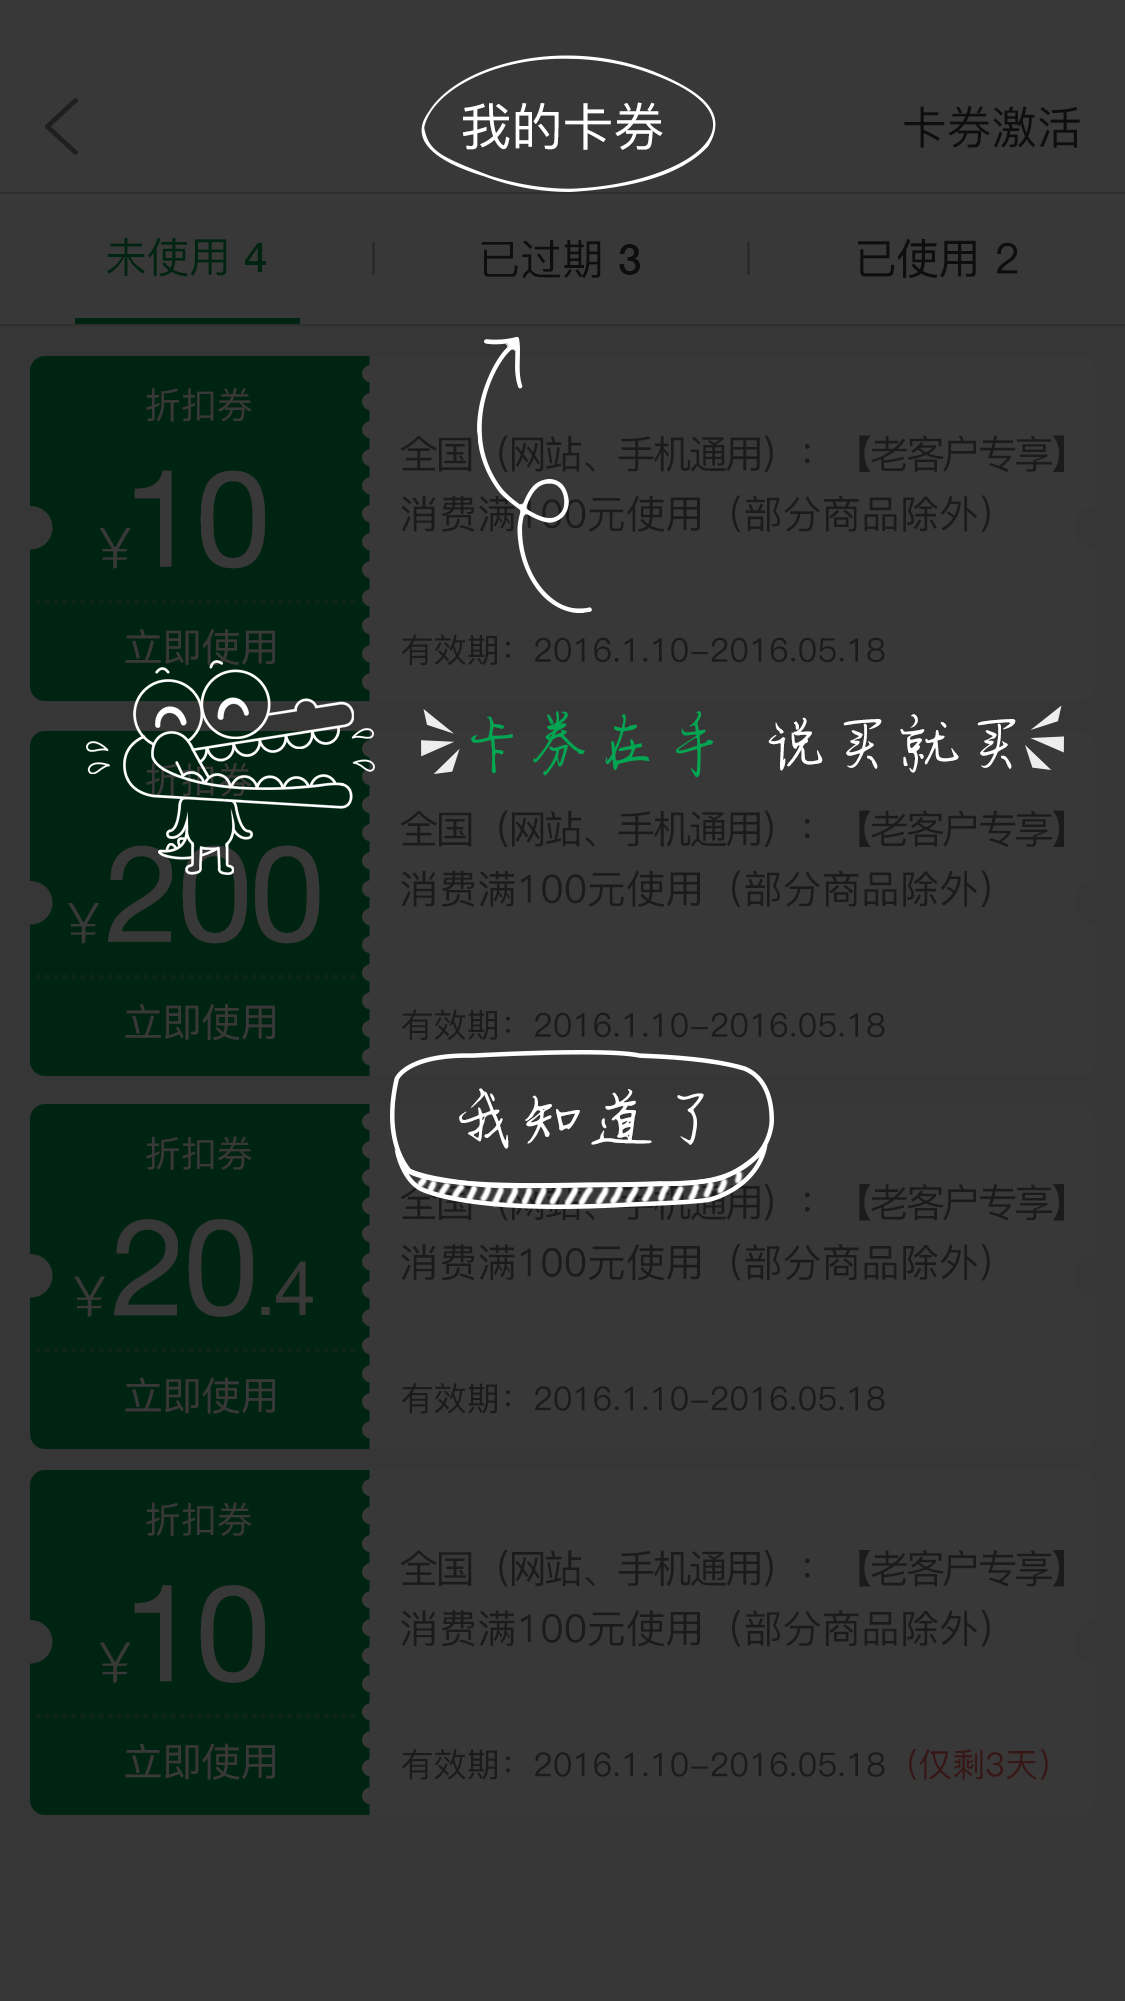 我的卡券
卡券激活
未使用 4
已过期 3
已使用 2
折扣券
¥10
立即使用
全国（网站、手机通用）：【老客户专享】
消费满100元使用（部分商品除外）
有效期：2016.1.10-2016.05.18
卡券在手 说买就买
折扣券
¥200
立即使用
全国（网站、手机通用）：【老客户专享】
消费满100元使用（部分商品除外）
有效期：2016.1.10-2016.05.18
我知道了
折扣券
¥20.4
立即使用
全国（网站、手机通用）：【老客户专享】
消费满100元使用（部分商品除外）
有效期：2016.1.10-2016.05.18
折扣券
¥10
立即使用
全国（网站、手机通用）：【老客户专享】
消费满100元使用（部分商品除外）
有效期：2016.1.10-2016.05.18（仅剩3天）